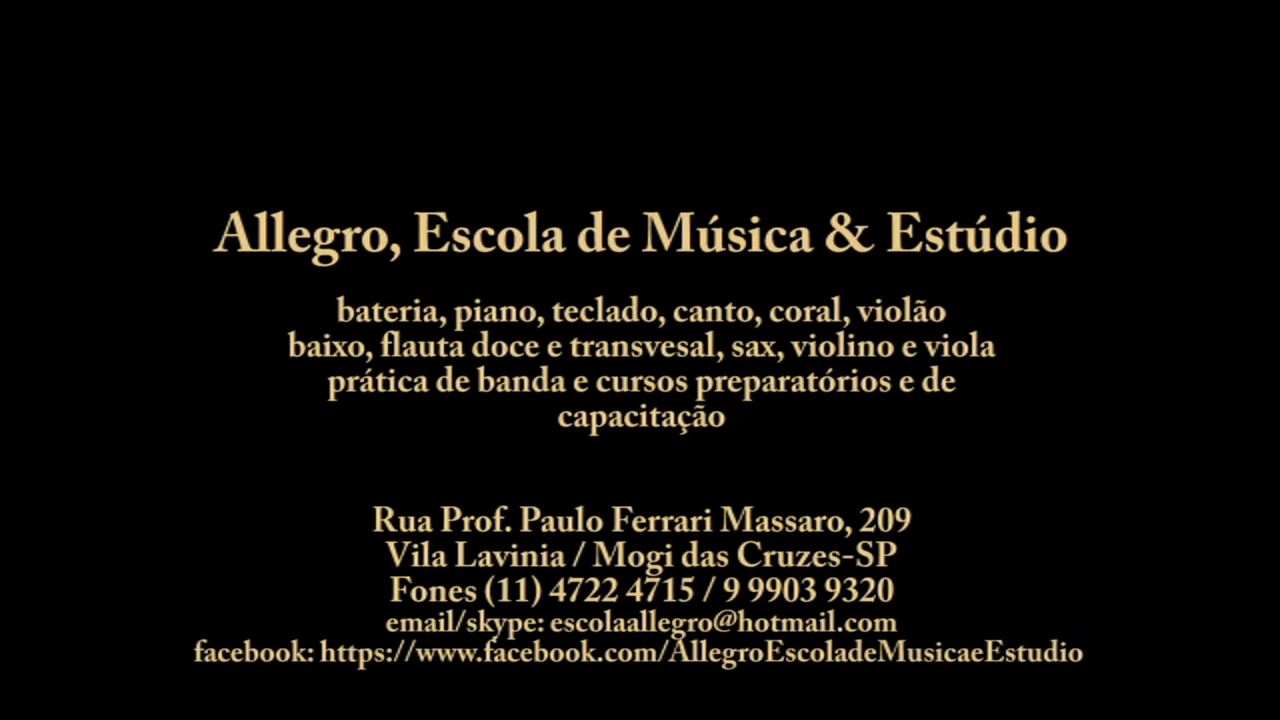 Allegro, Escola de Música & Estúdio
bateria, piano, teclado, canto, coral, violão
baixo, flauta doce e transvesal, sax, violino e viola
prática de banda e cursos preparatórios e de
capacitação
Rua Prof. Paulo Ferrari Massaro, 209
Vila Lavinia / Mogi das Cruzes-SP
Fones (11) 4722 4715 / 9 9903 9320
email/skype: escolaallegro@hotmail.com
facebook: https://www.facebook.com/AllegroEscoladeMusicaeEstudio